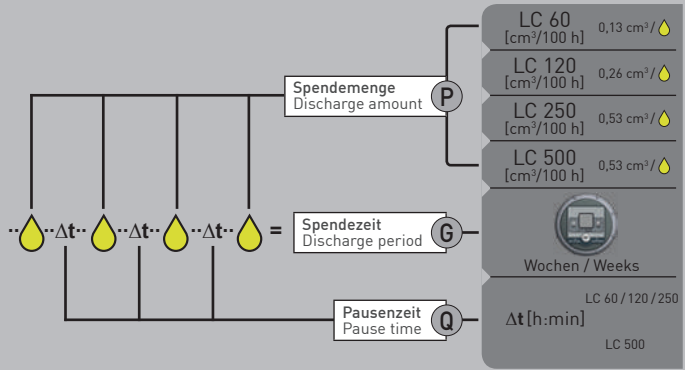 LC 60
[cm³/100 h] 0,13 cm³/
LC 120
[cm³/100 h] 0,26 cm³/
Spendemenge
Discharge amount P
LC 250
[cm³/100 h] 0,53 cm³/
LC 500
[cm³/100 h] 0,53 cm³/
·· ··Δt·· ··Δt·· ··Δt·· =
Spendezeit
Discharge period G
Wochen / Weeks
Pausenzeit
Pause time Q
LC 60 / 120 / 250
Δt [h:min]
LC 500